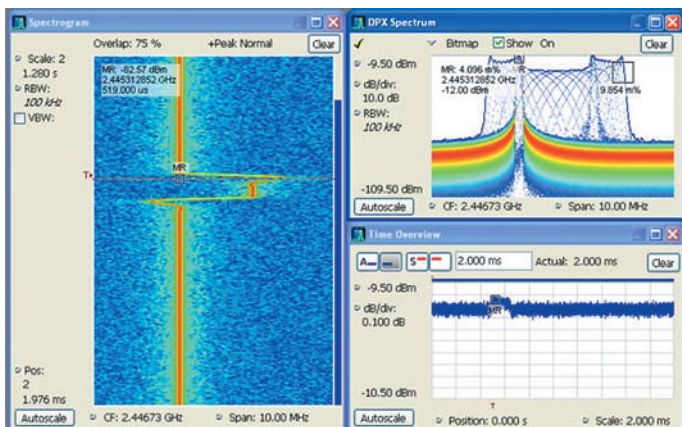 Spectrogram
Overlap: 75 %
+Peak Normal
Clear
Scale: 2
1.280 s
RBW:
100 kHz
VBW:
MR: -82.57 dBm
2.445312852 GHz
519.000 us
MR
T
Pos:
2
1.976 ms
Autoscale
CF: 2.44673 GHz
Span: 10.00 MHz
DPX Spectrum
Bitmap
Show
On
Clear
-9.50 dBm
dB/div:
10.0 dB
RBW:
100 kHz
-109.50 dBm
MR: 4.096 m%
2.445312852 GHz
-12.00 dBm
R
9.854 m%
Autoscale
CF: 2.44673 GHz
Span: 10.00 MHz
Time Overview
A
S
2.000 ms
Actual: 2.000 ms
Clear
-9.50 dBm
dB/div:
0.100 dB
MR
-10.50 dBm
T
Autoscale
Position: 0.000 s
Scale: 2.000 ms